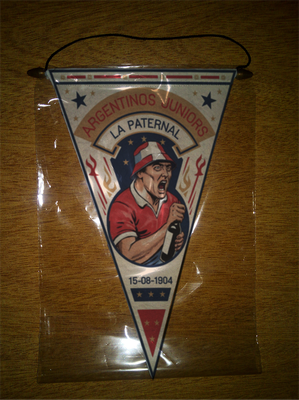 ARGENTINOS JUNIORS
LA PATERNAL
15-08-1904